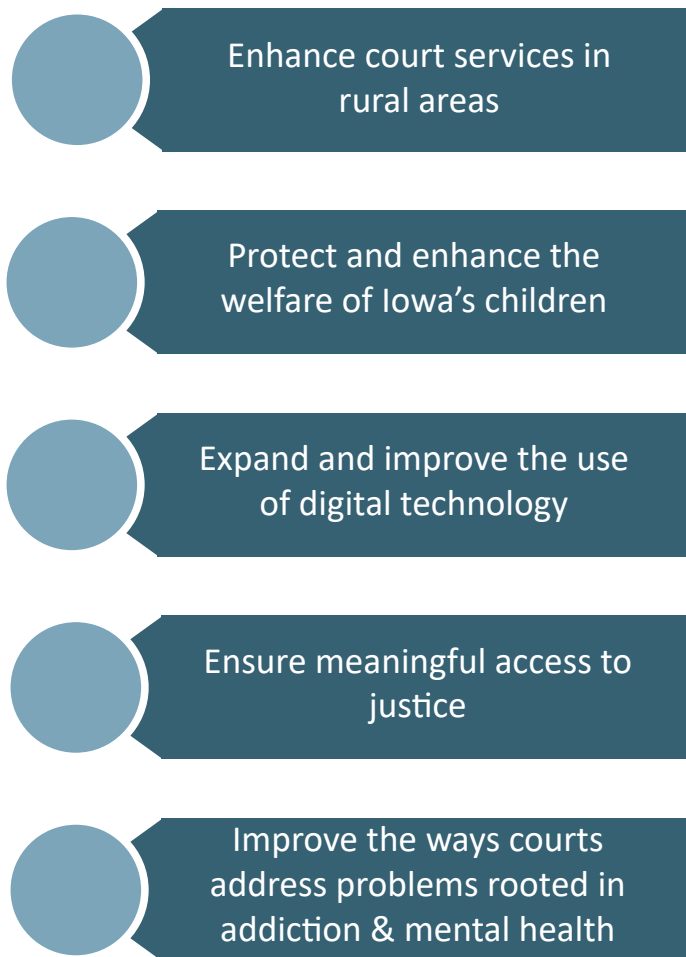 Enhance court services in
rural areas
Protect and enhance the
welfare of Iowa’s children
Expand and improve the use
of digital technology
Ensure meaningful access to
justice
Improve the ways courts
address problems rooted in
addiction & mental health